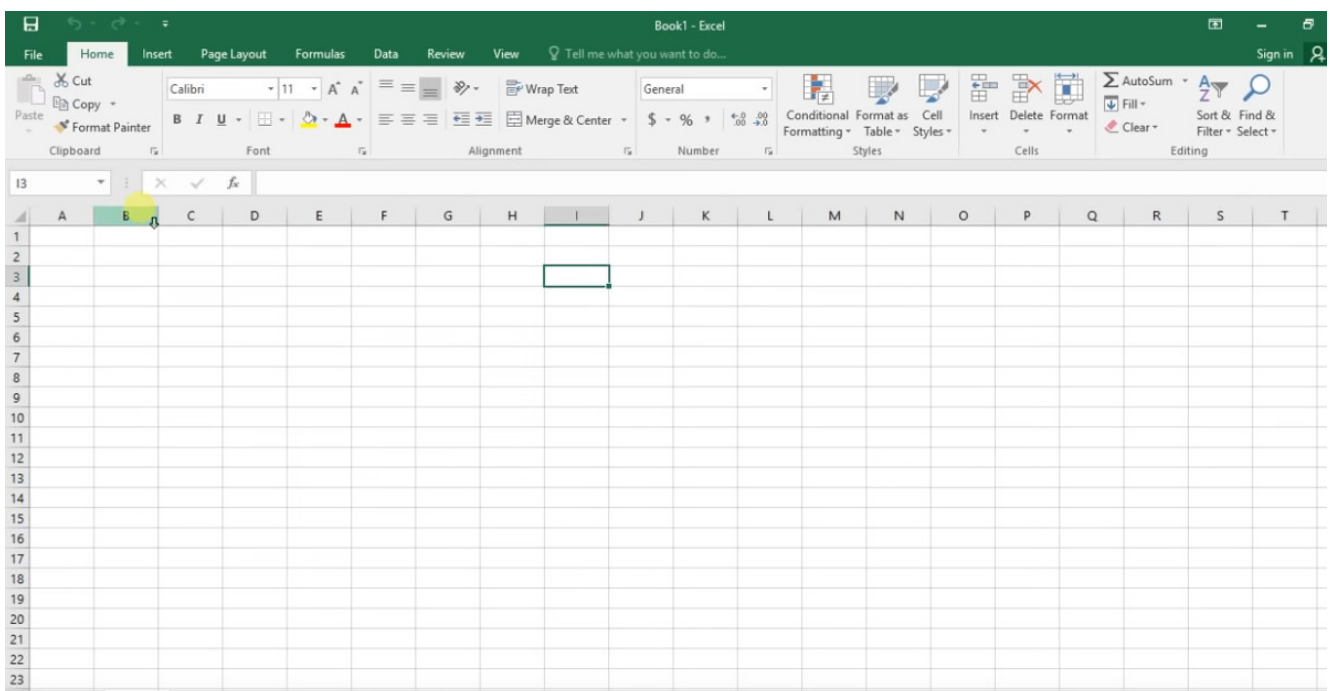 Book1 - Excel
File Home Insert Page Layout Formulas Data Review View Tell me what you want to do... Sign in
Cut
Copy
Format Painter
Paste
Clipboard
Calibri 11 A A
B I U A
Font
Wrap Text
Merge & Center
Alignment
General
$ % , .00 .00
Number
Conditional Formatting
Format as Table
Cell Styles
Styles
Insert Delete Format
Cells
AutoSum
Fill
Clear
Sort & Filter
Find & Select
Editing
I3 fx
A B C D E F G H I J K L M N O P Q R S T
1
2
3
4
5
6
7
8
9
10
11
12
13
14
15
16
17
18
19
20
21
22
23